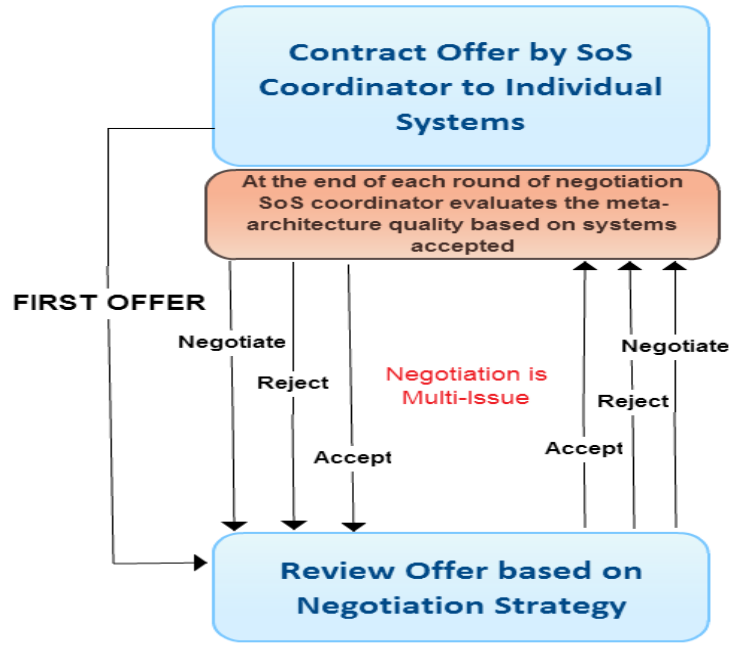 Contract Offer by SoS
Coordinator to Individual
Systems
At the end of each round of negotiation
SoS coordinator evaluates the meta-
architecture quality based on systems
accepted
FIRST OFFER
Negotiate
Reject
Accept
Negotiation is
Multi-Issue
Negotiate
Reject
Accept
Review Offer based on
Negotiation Strategy